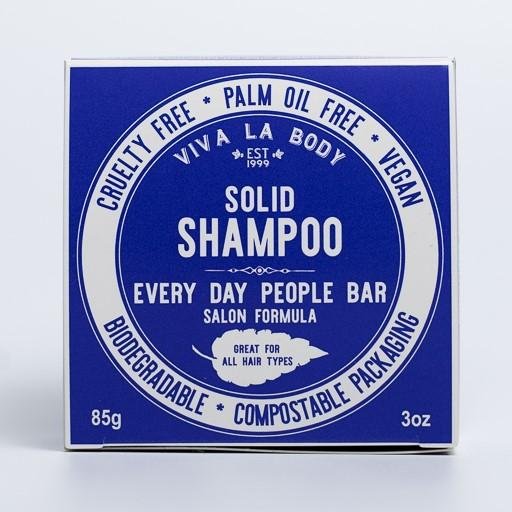 CRUELTY FREE * PALM OIL FREE * VEGAN
VIVA LA BODY
EST
1999
SOLID
SHAMPOO
EVERY DAY PEOPLE BAR
SALON FORMULA
GREAT FOR
ALL HAIR TYPES
BIODEGRADABLE * COMPOSTABLE PACKAGING
85g
3oz